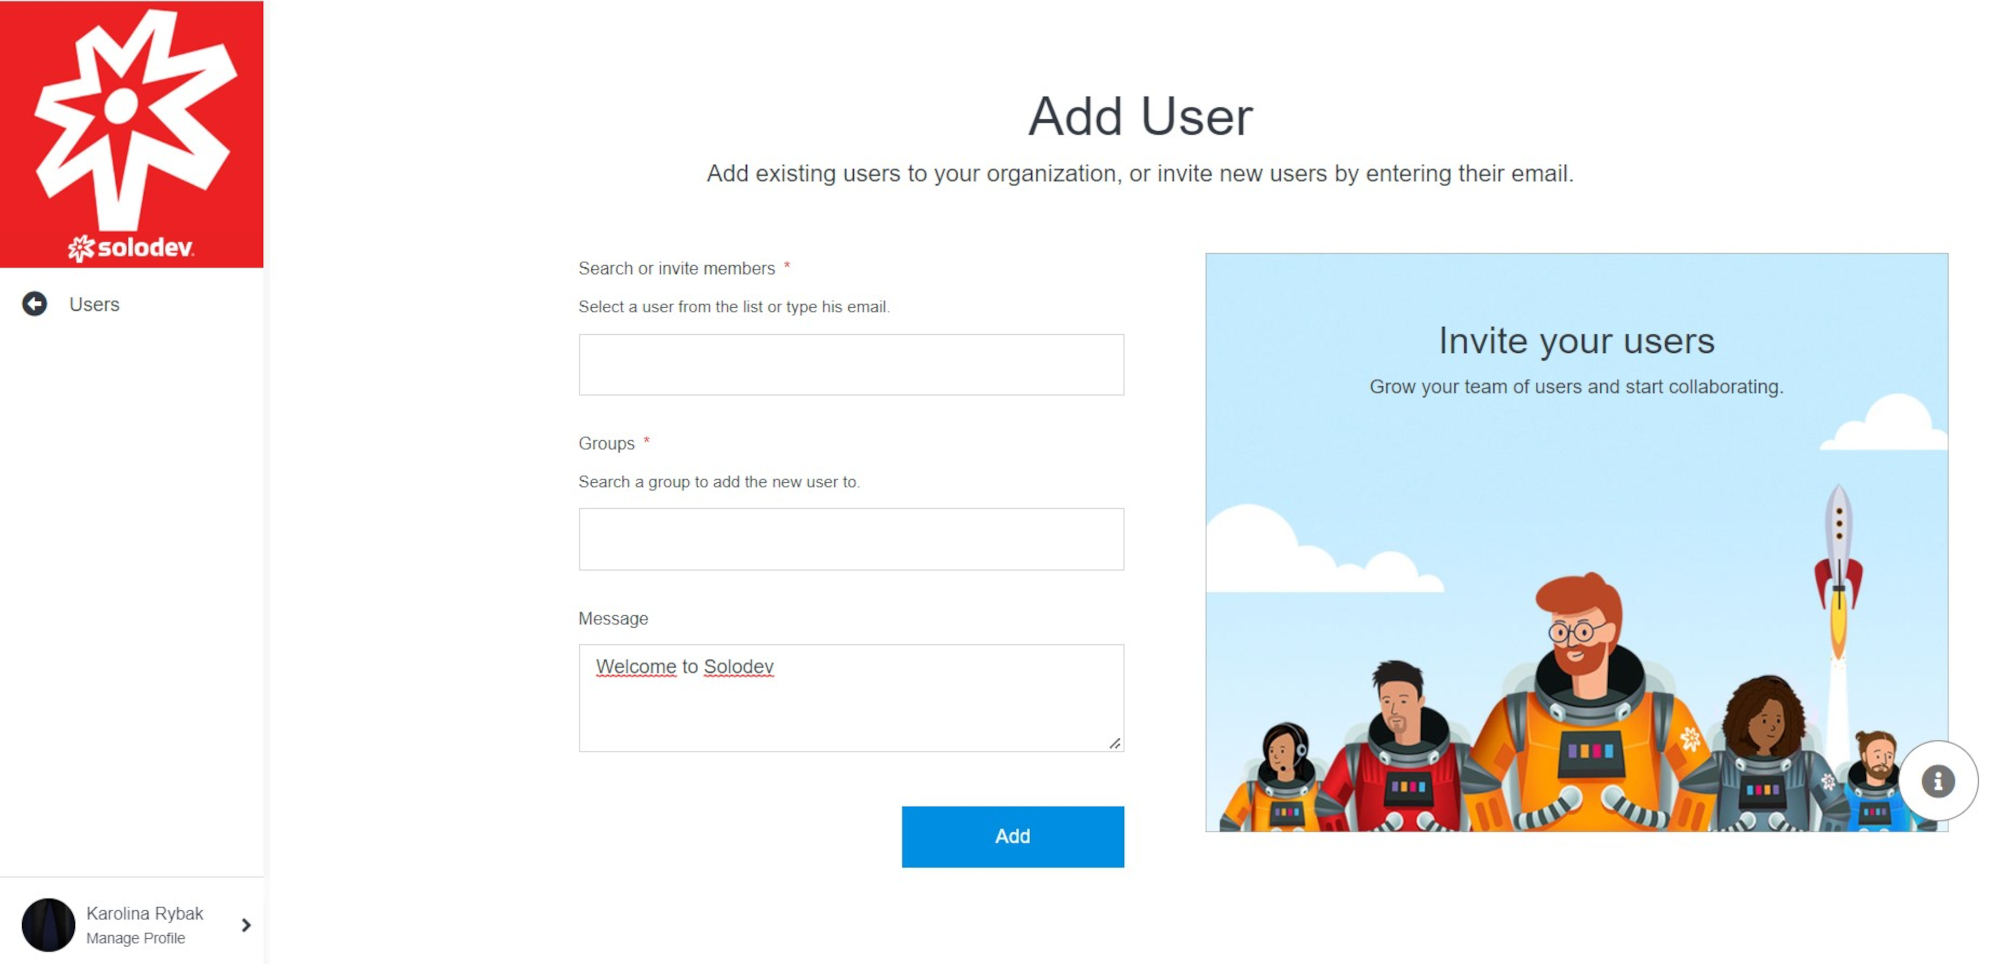 solodev.
Users
Add User
Add existing users to your organization, or invite new users by entering their email.
Search or invite members *
Select a user from the list or type his email.
Groups *
Search a group to add the new user to.
Message
Welcome to Solodev
Add
Invite your users
Grow your team of users and start collaborating.
Karolina Rybak
Manage Profile